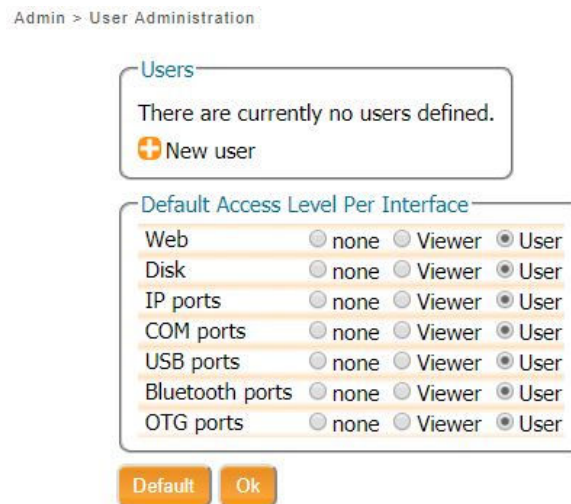 Admin > User Administration
Users
There are currently no users defined.
New user
Default Access Level Per Interface
Web none Viewer User
Disk none Viewer User
IP ports none Viewer User
COM ports none Viewer User
USB ports none Viewer User
Bluetooth ports none Viewer User
OTG ports none Viewer User
Default Ok